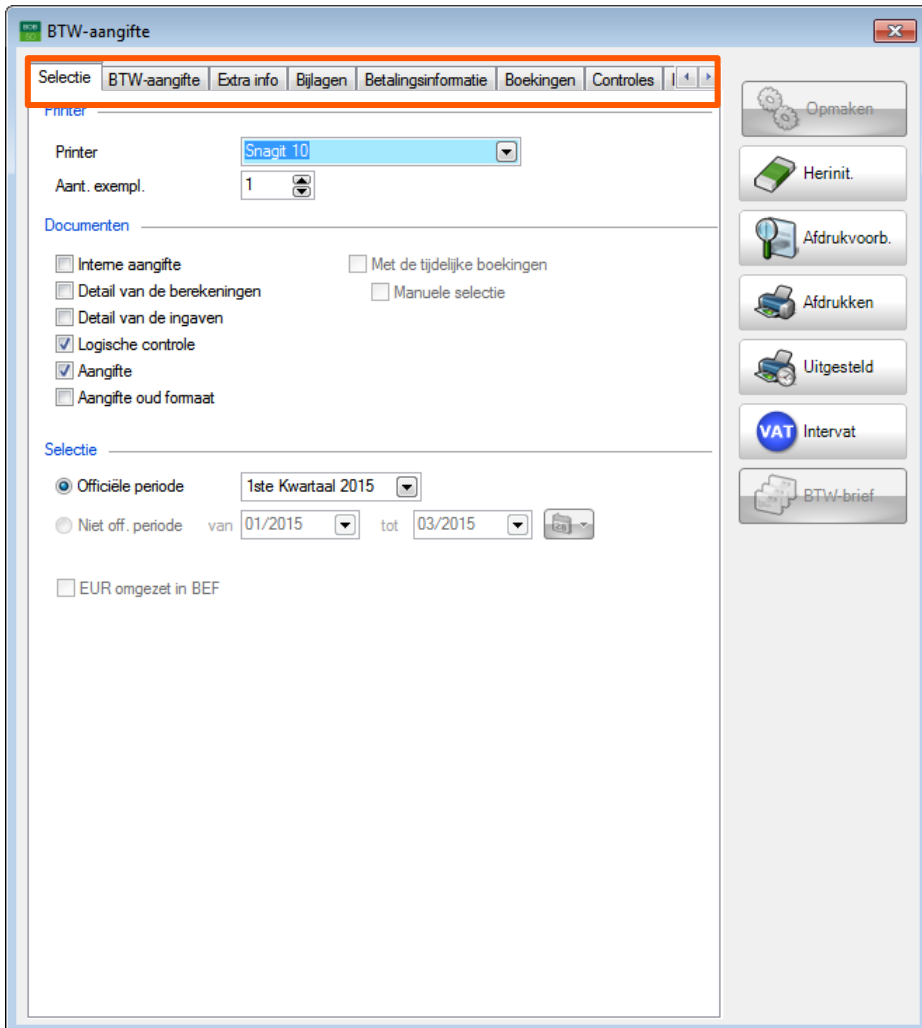 BOB 50 BTW-aangifte
Selectie BTW-aangifte Extra info Bijlagen Betalingsinformatie Boekingen Controles
Printer
Printer Snagit 10
Aant. exempl. 1
Documenten
Interne aangifte Met de tijdelijke boekingen
Detail van de berekeningen Manuele selectie
Detail van de ingaven
Logische controle
Aangifte
Aangifte oud formaat
Selectie
Officiële periode 1ste Kwartaal 2015
Niet off. periode van 01/2015 tot 03/2015
EUR omgezet in BEF
Opmaken
Herinit.
Afdrukvoorb.
Afdrukken
Uitgesteld
VAT Intervat
BTW-brief